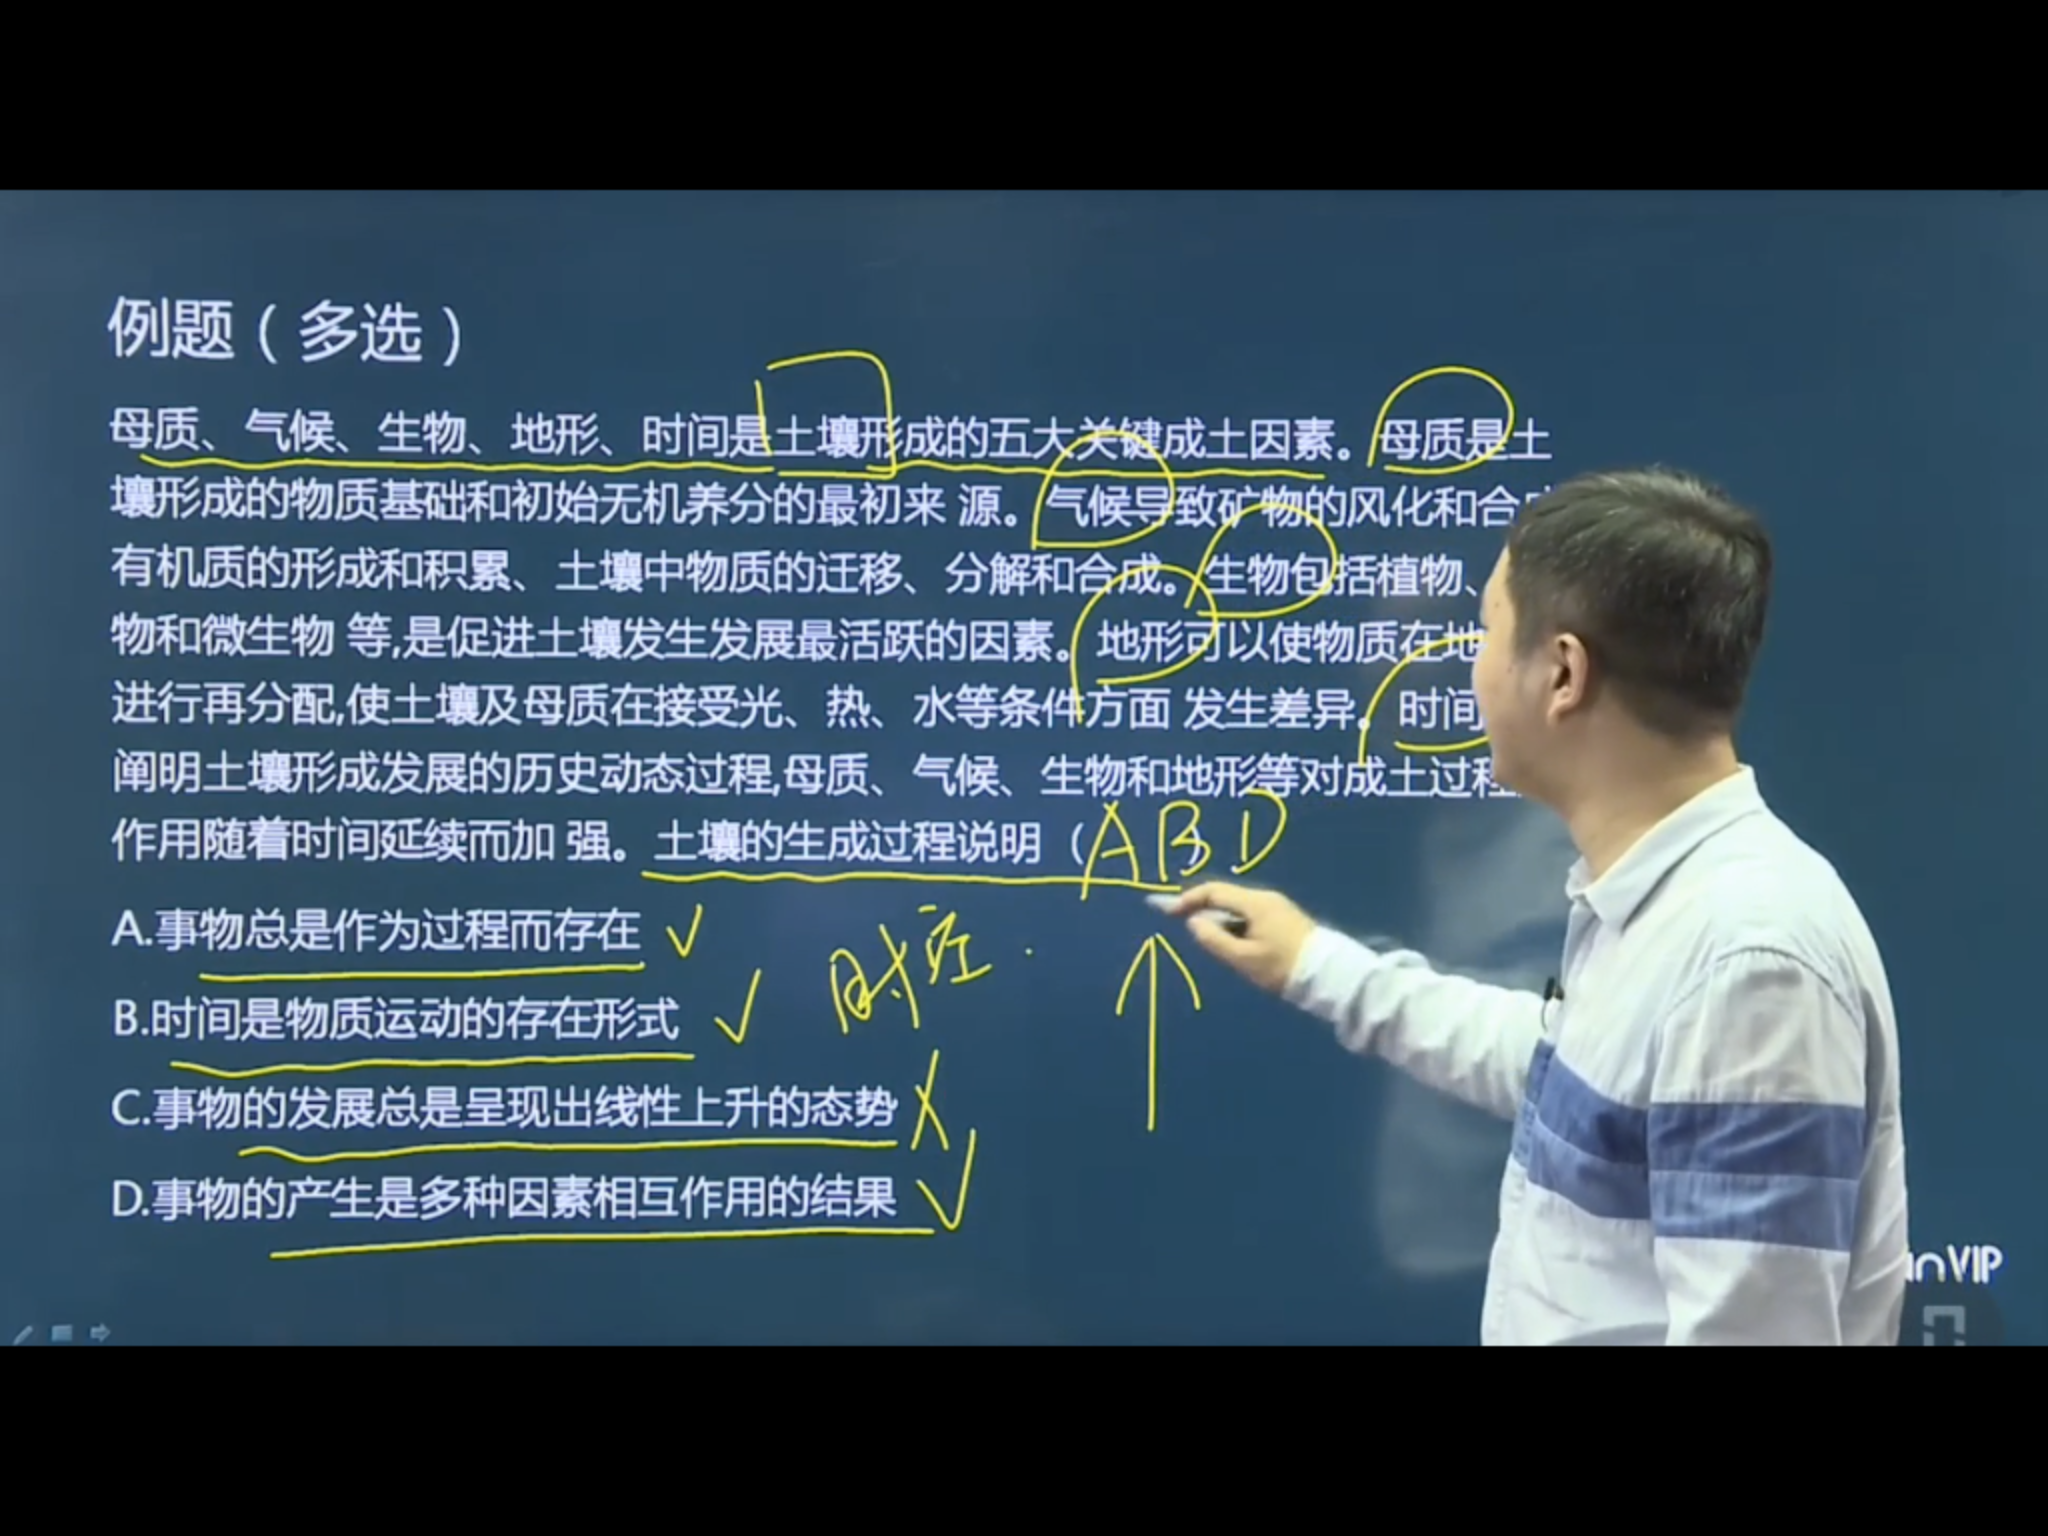 例题（多选）
母质、气候、生物、地形、时间是土壤形成的五大关键成土因素。母质是土
壤形成的物质基础和初始无机养分的最初来 源。气候导致矿物的风化和合
有机质的形成和积累、土壤中物质的迁移、分解和合成。生物包括植物、
物和微生物 等,是促进土壤发生发展最活跃的因素。地形可以使物质在地
进行再分配,使土壤及母质在接受光、热、水等条件方面 发生差异。时间
阐明土壤形成发展的历史动态过程,母质、气候、生物和地形等对成土过程
作用随着时间延续而加 强。土壤的生成过程说明（ABD
A.事物总是作为过程而存在
B.时间是物质运动的存在形式
时
C.事物的发展总是呈现出线性上升的态势
D.事物的产生是多种因素相互作用的结果
VIP